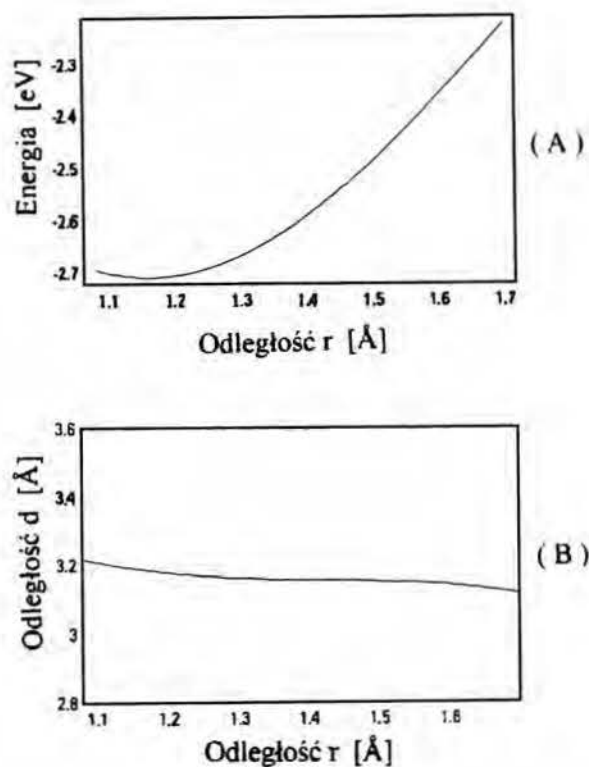 -2.3
-2.4
-2.5
-2.6
-2.7
Energia [eV]
( A )
1.1 1.2 1.3 1.4 1.5 1.6 1.7
Odległość r [Å]
3.6
3.4
3.2
3
2.8
Odległość d [Å]
( B )
1.1 1.2 1.3 1.4 1.5 1.6
Odległość r [Å]